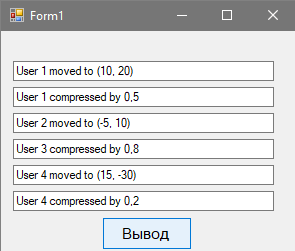 Form1
User 1 moved to (10, 20)
User 1 compressed by 0,5
User 2 moved to (-5, 10)
User 3 compressed by 0,8
User 4 moved to (15, -30)
User 4 compressed by 0,2
Вывод